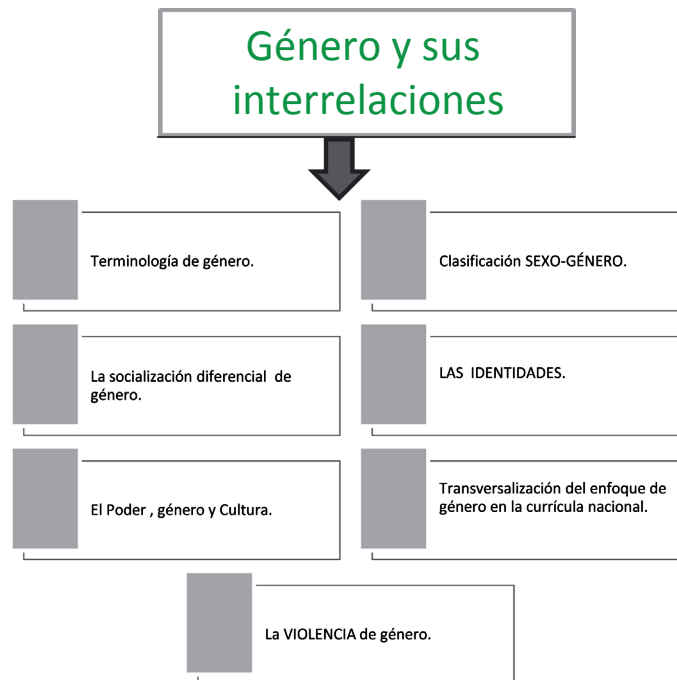 Género y sus
interrelaciones
Terminología de género.
Clasificación SEXO-GÉNERO.
La socialización diferencial de
género.
LAS IDENTIDADES.
El Poder , género y Cultura.
Transversalización del enfoque de
género en la currícula nacional.
La VIOLENCIA de género.